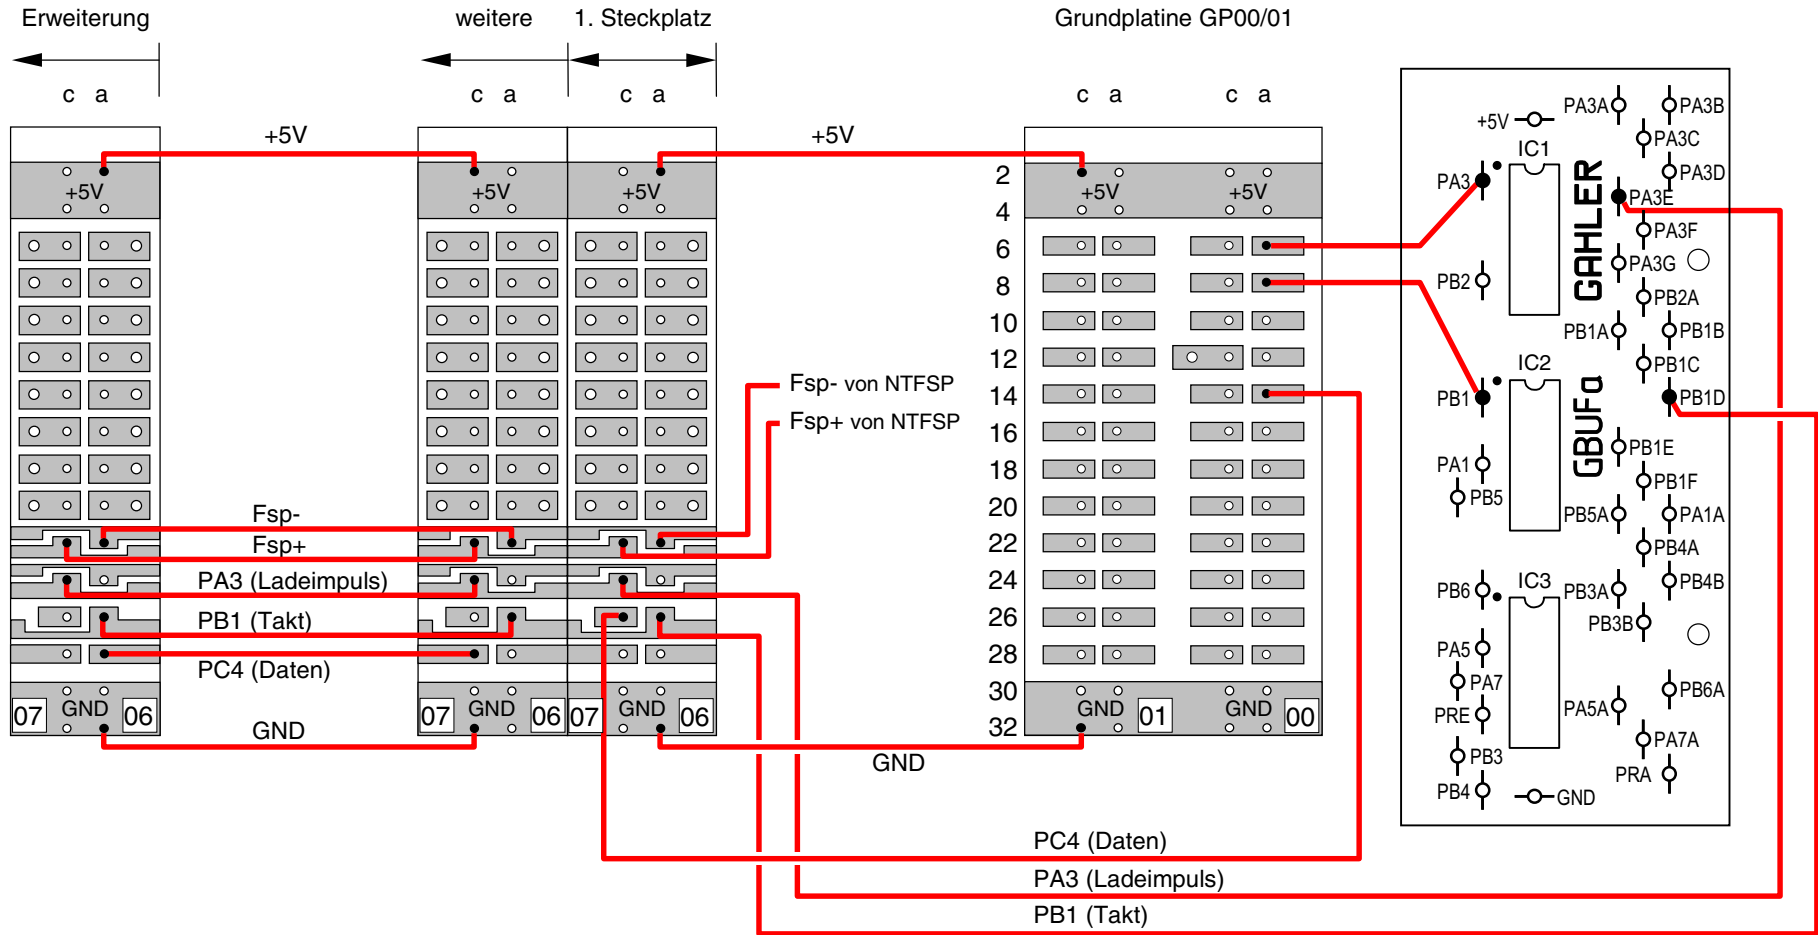 Erweiterung
weitere
1. Steckplatz
Grundplatine GP00/01
c a
c a
c a
c a
c a
+5V
+5V
+5V
+5V
+5V
+5V
+5V
2
4
6
8
10
12
14
16
18
20
22
24
26
28
30
32
Fsp- von NTFSP
Fsp+ von NTFSP
Fsp-
Fsp+
PA3 (Ladeimpuls)
PB1 (Takt)
PC4 (Daten)
07 GND 06
07 GND 06
07 GND 06
GND 01
GND 00
GND
GND
PC4 (Daten)
PA3 (Ladeimpuls)
PB1 (Takt)
+5V
IC1
PA3
PB2
IC2
PB1
PA1
PB5
IC3
PB6
PA5
PA7
PRE
PB3
PB4
GND
GAHLER
GBUFa
PA3A
PA3B
PA3C
PA3D
PA3E
PA3F
PA3G
PB2A
PB1A
PB1B
PB1C
PB1D
PB1E
PB1F
PB5A
PA1A
PB4A
PB4B
PB3A
PB3B
PB6A
PA5A
PA7A
PRA